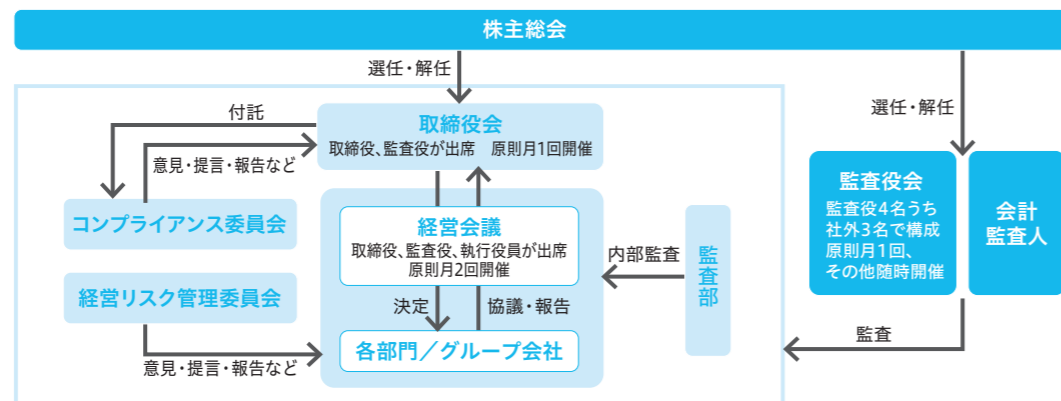 株主総会
選任・解任
選任・解任
付託
取締役会
取締役、監査役が出席　原則月1回開催
意見・提言・報告など
コンプライアンス委員会
経営会議
取締役、監査役、執行役員が出席
原則月2回開催
内部監査
監査部
監査役会
監査役4名うち
社外3名で構成
原則月1回、
その他随時開催
会計
監査人
経営リスク管理委員会
決定
協議・報告
各部門／グループ会社
意見・提言・報告など
監査